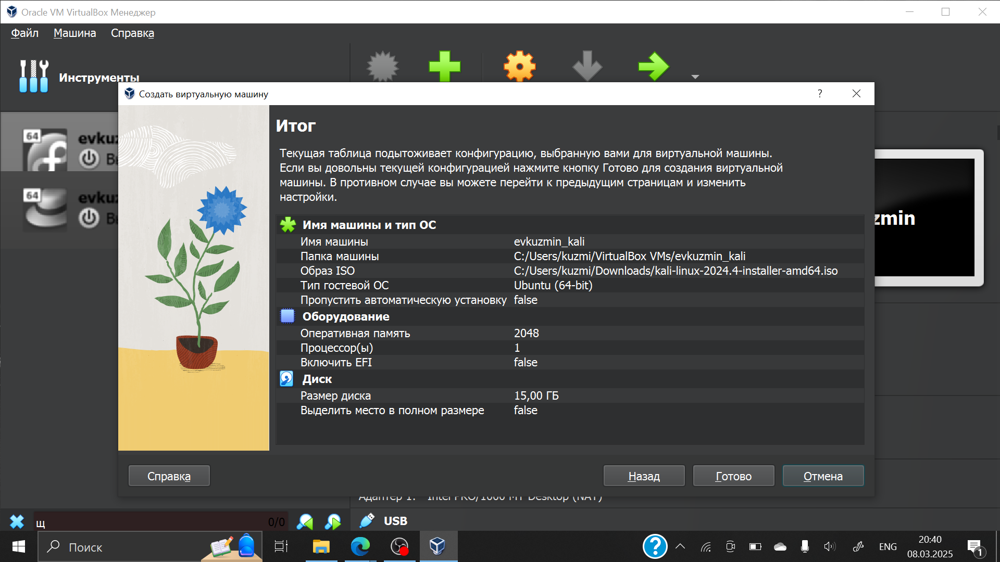 Oracle VM VirtualBox Менеджер
Файл Машина Справка
Инструменты
Создать виртуальную машину
?
64
evkuz
64
evkuz
Итог
Текущая таблица подытоживает конфигурацию, выбранную вами для виртуальной машины.
Если вы довольны текущей конфигурацией нажмите кнопку Готово для создания виртуальной
машины. В противном случае вы можете перейти к предыдущим страницам и изменить
настройки.
zmin
Имя машины и тип ОС
Имя машины evkuzmin_kali
Папка машины C:/Users/kuzmi/VirtualBox VMs/evkuzmin_kali
Образ ISO C:/Users/kuzmi/Downloads/kali-linux-2024.4-installer-amd64.iso
Тип гостевой ОС Ubuntu (64-bit)
Пропустить автоматическую установку false
Оборудование
Оперативная память 2048
Процессор(ы) 1
Включить EFI false
Диск
Размер диска 15,00 ГБ
Выделить место в полном размере false
Справка Назад Готово Отмена
Адаптер 1: Intel PRO/1000 MT Desktop (NAT)
щ 0/0
USB
Поиск
ENG
20:40
08.03.2025
1